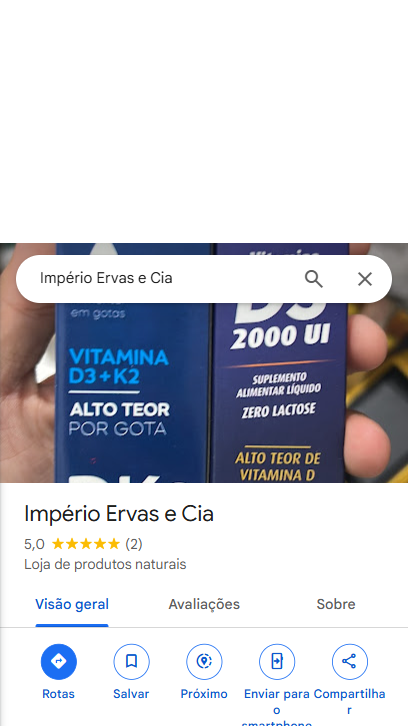 Império Ervas e Cia
em gotas
VITAMINA
D3+K2
ALTO TEOR
POR GOTA
Vitamina
D3
2000 UI
SUPLEMENTO
ALIMENTAR LÍQUIDO
ZERO LACTOSE
ALTO TEOR DE
VITAMINA D
Império Ervas e Cia
5,0 ★★★★★ (2)
Loja de produtos naturais
Visão geral Avaliações Sobre
Rotas Salvar Próximo Enviar para o smartphone Compartilhar